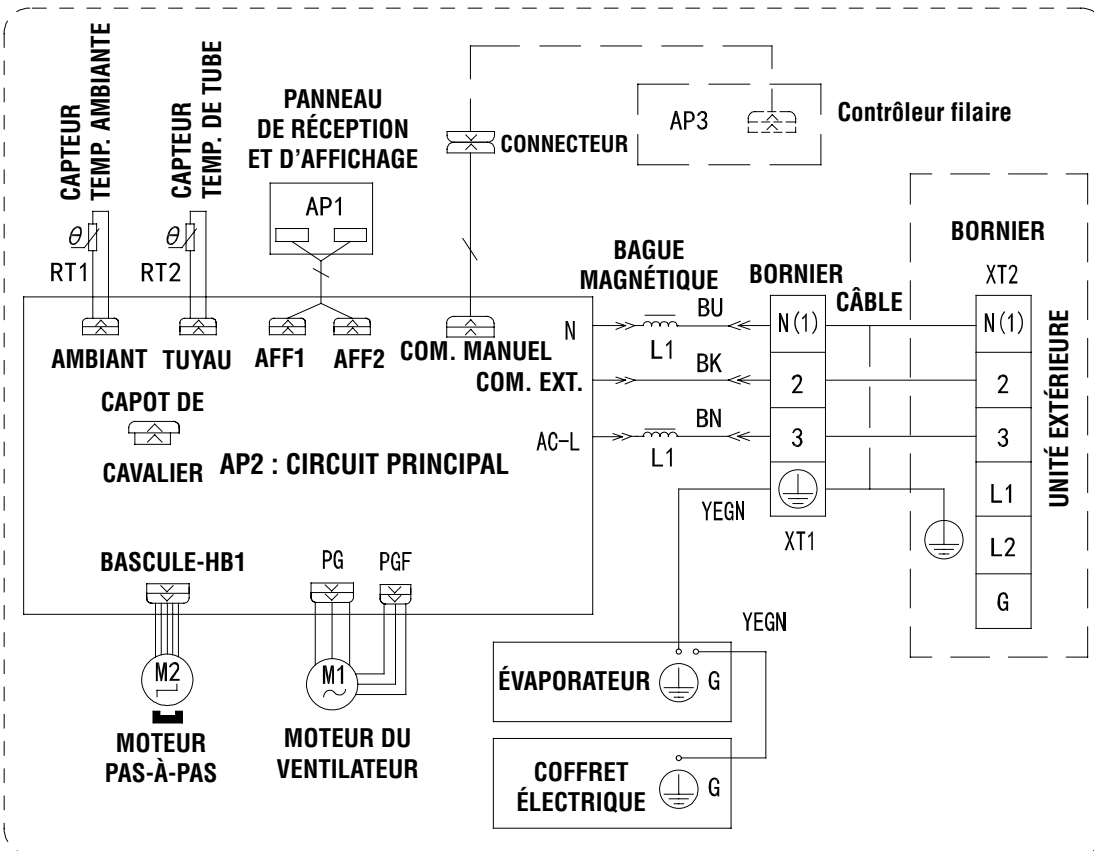 CAPTEUR
TEMP. AMBIANTE
CAPTEUR
TEMP. DE TUBE
PANNEAU
DE RÉCEPTION
ET D'AFFICHAGE
AP1
CONNECTEUR
AP3
Contrôleur filaire
θ
RT1
θ
RT2
BAGUE
MAGNÉTIQUE
BORNIER
XT2
BORNIER
CÂBLE
UNITÉ EXTÉRIEURE
AMBIANT
TUYAU
AFF1
AFF2
COM. MANUEL
COM. EXT.
N
L1
BU
N(1)
N(1)
BK
2
2
AC-L
L1
BN
3
3
CAPOT DE
CAVALIER
AP2 : CIRCUIT PRINCIPAL
YEGN
XT1
L1
L2
G
BASCULE-HB1
PG
PGF
M2
M1
MOTEUR
PAS-À-PAS
MOTEUR DU
VENTILATEUR
YEGN
ÉVAPORATEUR
G
COFFRET
ÉLECTRIQUE
G